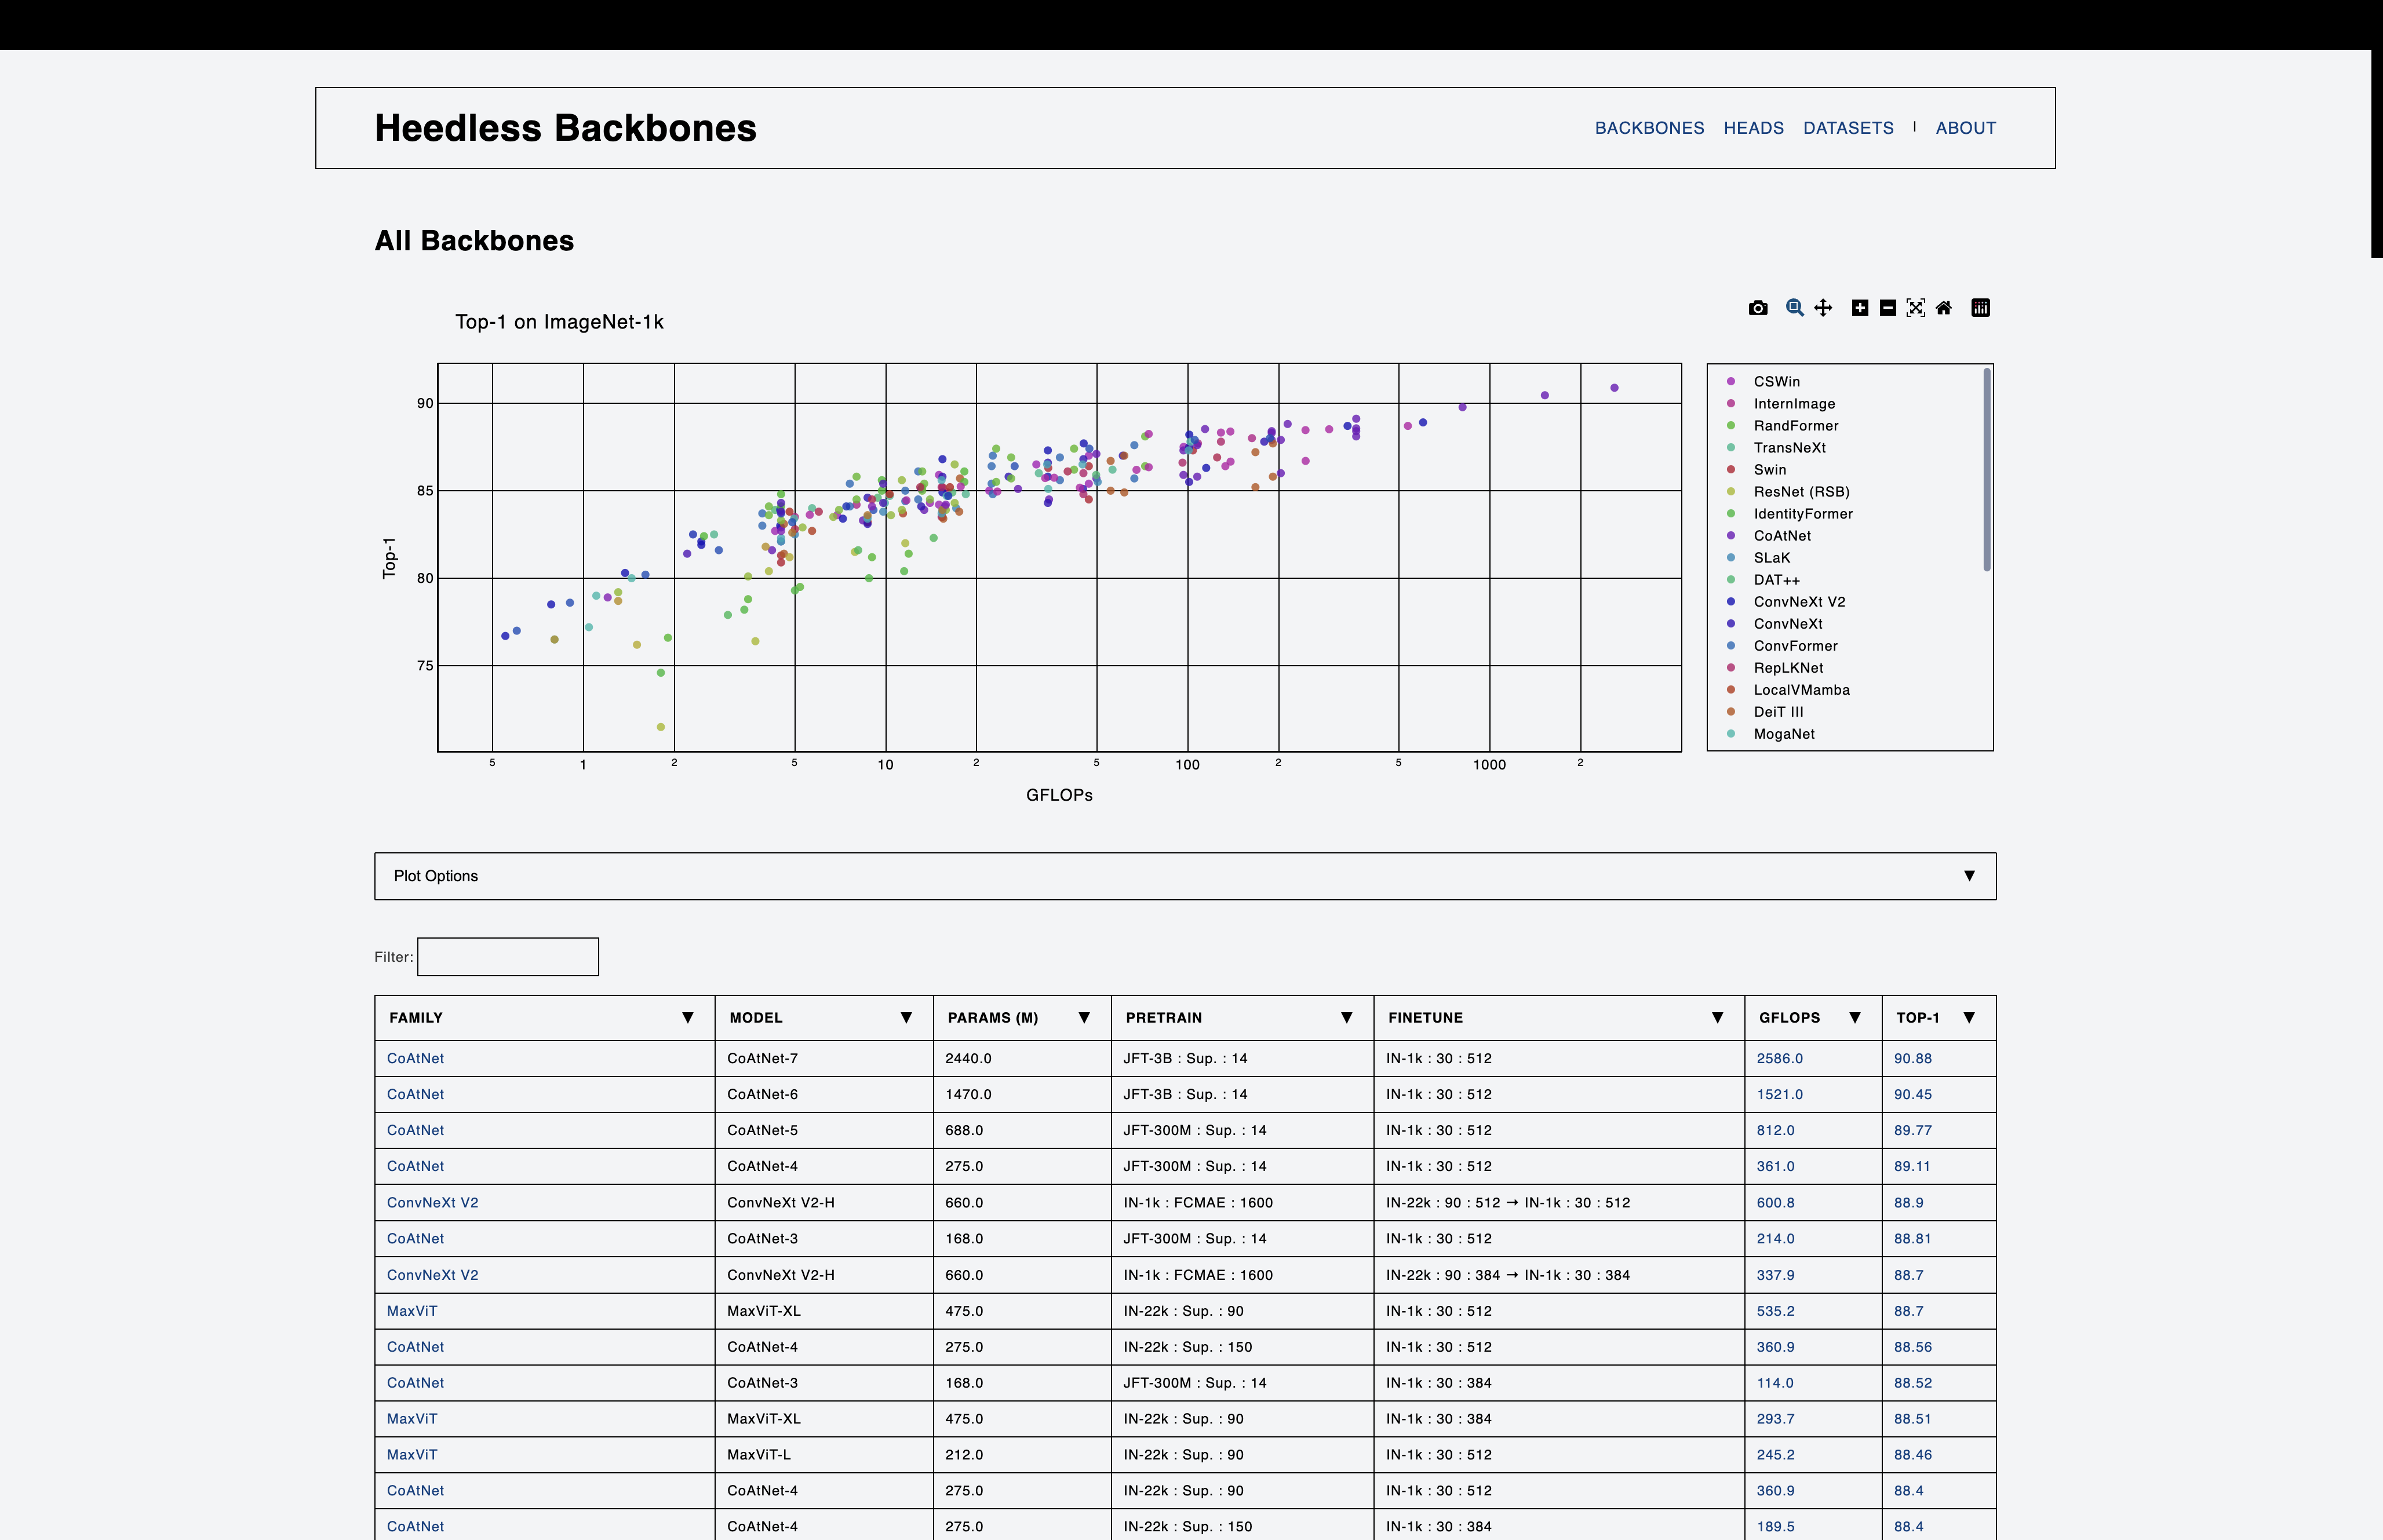 Heedless Backbones
BACKBONES HEADS DATASETS | ABOUT
All Backbones
Top-1 on ImageNet-1k
90
85
80
75
Top-1
5 1 2 5 10 2 5 100 2 5 1000 2
GFLOPs
CSWin
InternImage
RandFormer
TransNeXt
Swin
ResNet (RSB)
IdentityFormer
CoAtNet
SLaK
DAT++
ConvNeXt V2
ConvNeXt
ConvFormer
RepLKNet
LocalVMamba
DeiT III
MogaNet
Plot Options ▼
Filter:
FAMILY ▼ MODEL ▼ PARAMS (M) ▼ PRETRAIN ▼ FINETUNE ▼ GFLOPS ▼ TOP-1 ▼
CoAtNet CoAtNet-7 2440.0 JFT-3B : Sup. : 14 IN-1k : 30 : 512 2586.0 90.88
CoAtNet CoAtNet-6 1470.0 JFT-3B : Sup. : 14 IN-1k : 30 : 512 1521.0 90.45
CoAtNet CoAtNet-5 688.0 JFT-300M : Sup. : 14 IN-1k : 30 : 512 812.0 89.77
CoAtNet CoAtNet-4 275.0 JFT-300M : Sup. : 14 IN-1k : 30 : 512 361.0 89.11
ConvNeXt V2 ConvNeXt V2-H 660.0 IN-1k : FCMAE : 1600 IN-22k : 90 : 512 → IN-1k : 30 : 512 600.8 88.9
CoAtNet CoAtNet-3 168.0 JFT-300M : Sup. : 14 IN-1k : 30 : 512 214.0 88.81
ConvNeXt V2 ConvNeXt V2-H 660.0 IN-1k : FCMAE : 1600 IN-22k : 90 : 384 → IN-1k : 30 : 384 337.9 88.7
MaxViT MaxViT-XL 475.0 IN-22k : Sup. : 90 IN-1k : 30 : 512 535.2 88.7
CoAtNet CoAtNet-4 275.0 IN-22k : Sup. : 150 IN-1k : 30 : 512 360.9 88.56
CoAtNet CoAtNet-3 168.0 JFT-300M : Sup. : 14 IN-1k : 30 : 384 114.0 88.52
MaxViT MaxViT-XL 475.0 IN-22k : Sup. : 90 IN-1k : 30 : 384 293.7 88.51
MaxViT MaxViT-L 212.0 IN-22k : Sup. : 90 IN-1k : 30 : 512 245.2 88.46
CoAtNet CoAtNet-4 275.0 IN-22k : Sup. : 90 IN-1k : 30 : 512 360.9 88.4
CoAtNet CoAtNet-4 275.0 IN-22k : Sup. : 150 IN-1k : 30 : 384 189.5 88.4